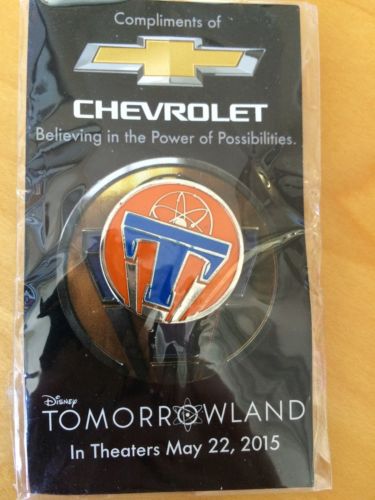 Compliments of
CHEVROLET
Believing in the Power of Possibilities.
T
Disney
TOMORROWLAND
In Theaters May 22, 2015